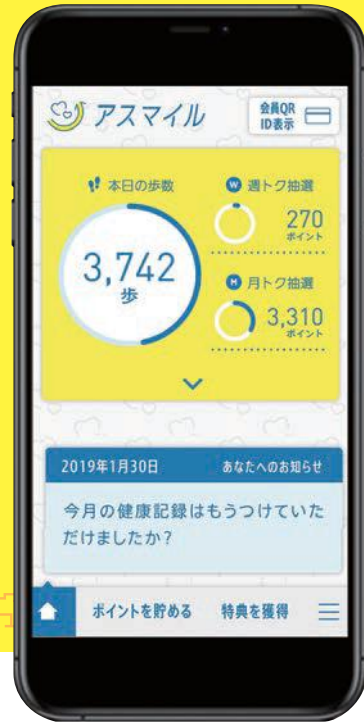 アスマイル
会員QR
ID表示
本日の歩数
W 週トク抽選
3,742
歩
270
ポイント
M 月トク抽選
3,310
ポイント
2019年1月30日 あなたへのお知らせ
今月の健康記録はもうつけていた
だけましたか？
ポイントを貯める 特典を獲得